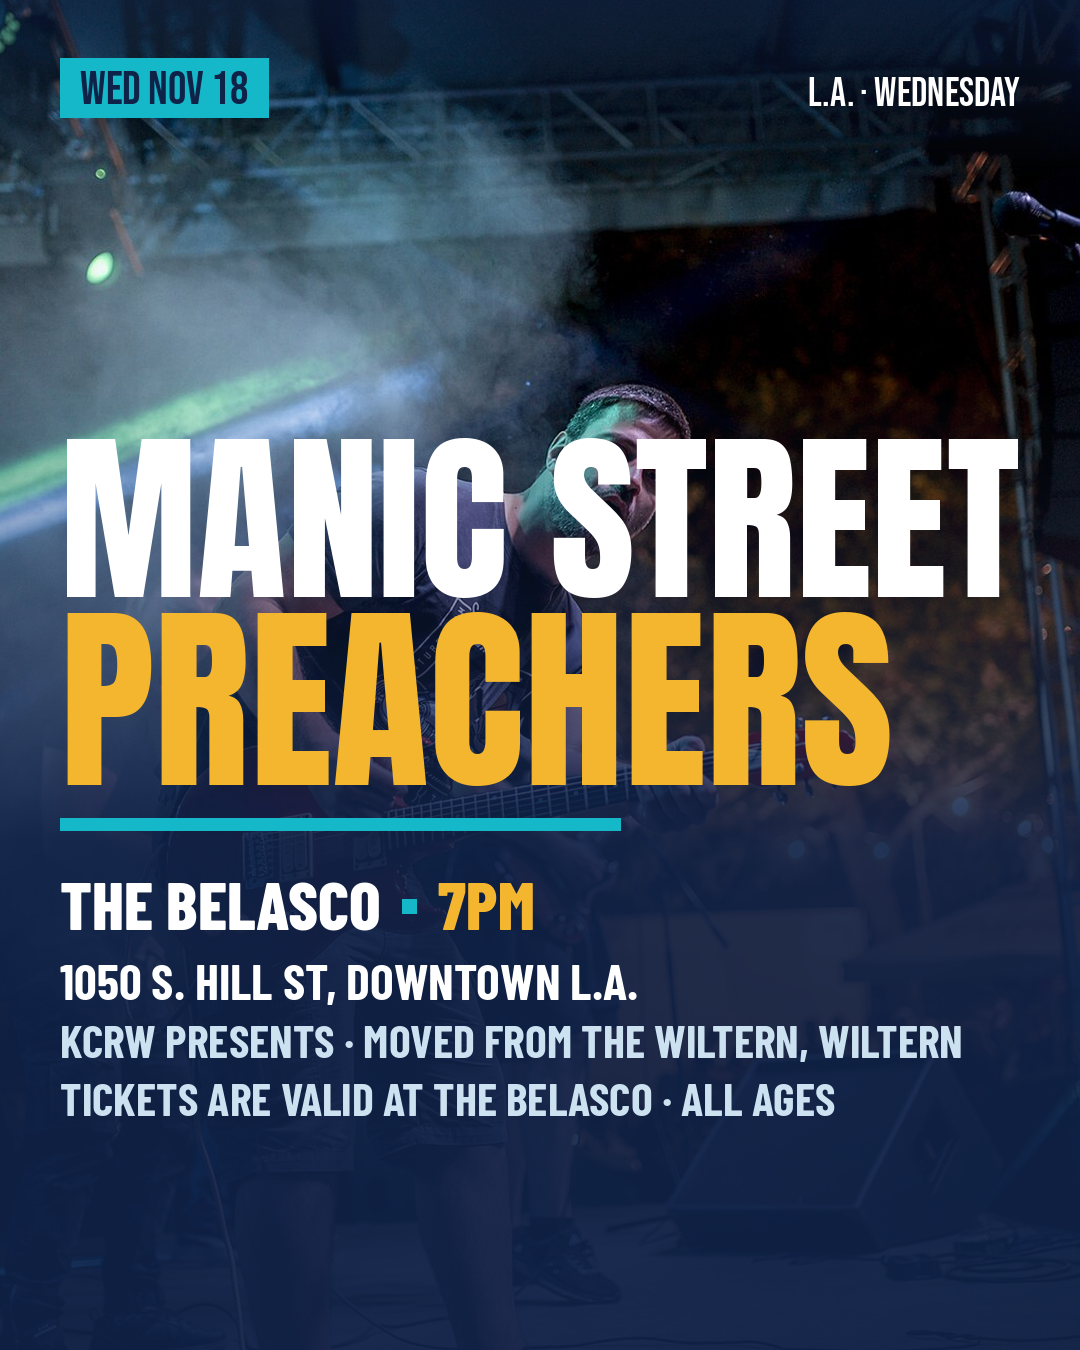 WED NOV 18
L.A. · WEDNESDAY
MANIC STREET
PREACHERS
THE BELASCO ▪ 7PM
1050 S. HILL ST, DOWNTOWN L.A.
KCRW PRESENTS · MOVED FROM THE WILTERN, WILTERN
TICKETS ARE VALID AT THE BELASCO · ALL AGES